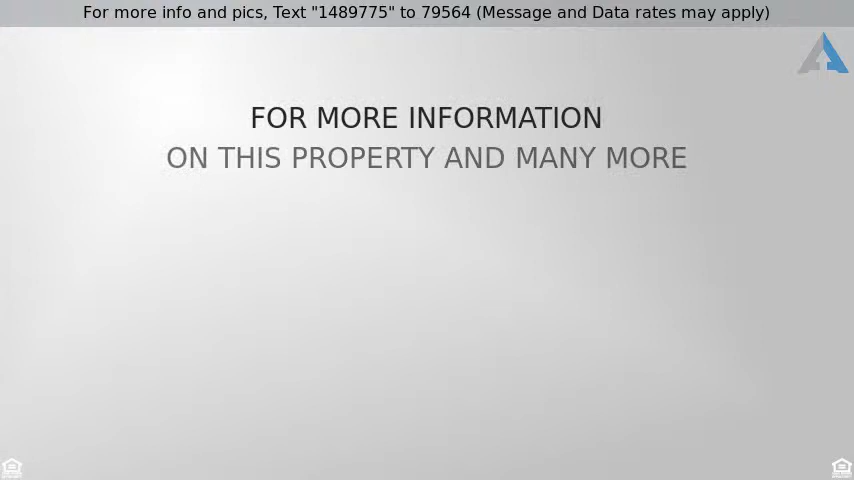 For more info and pics, Text "1489775" to 79564 (Message and Data rates may apply)
FOR MORE INFORMATION
ON THIS PROPERTY AND MANY MORE